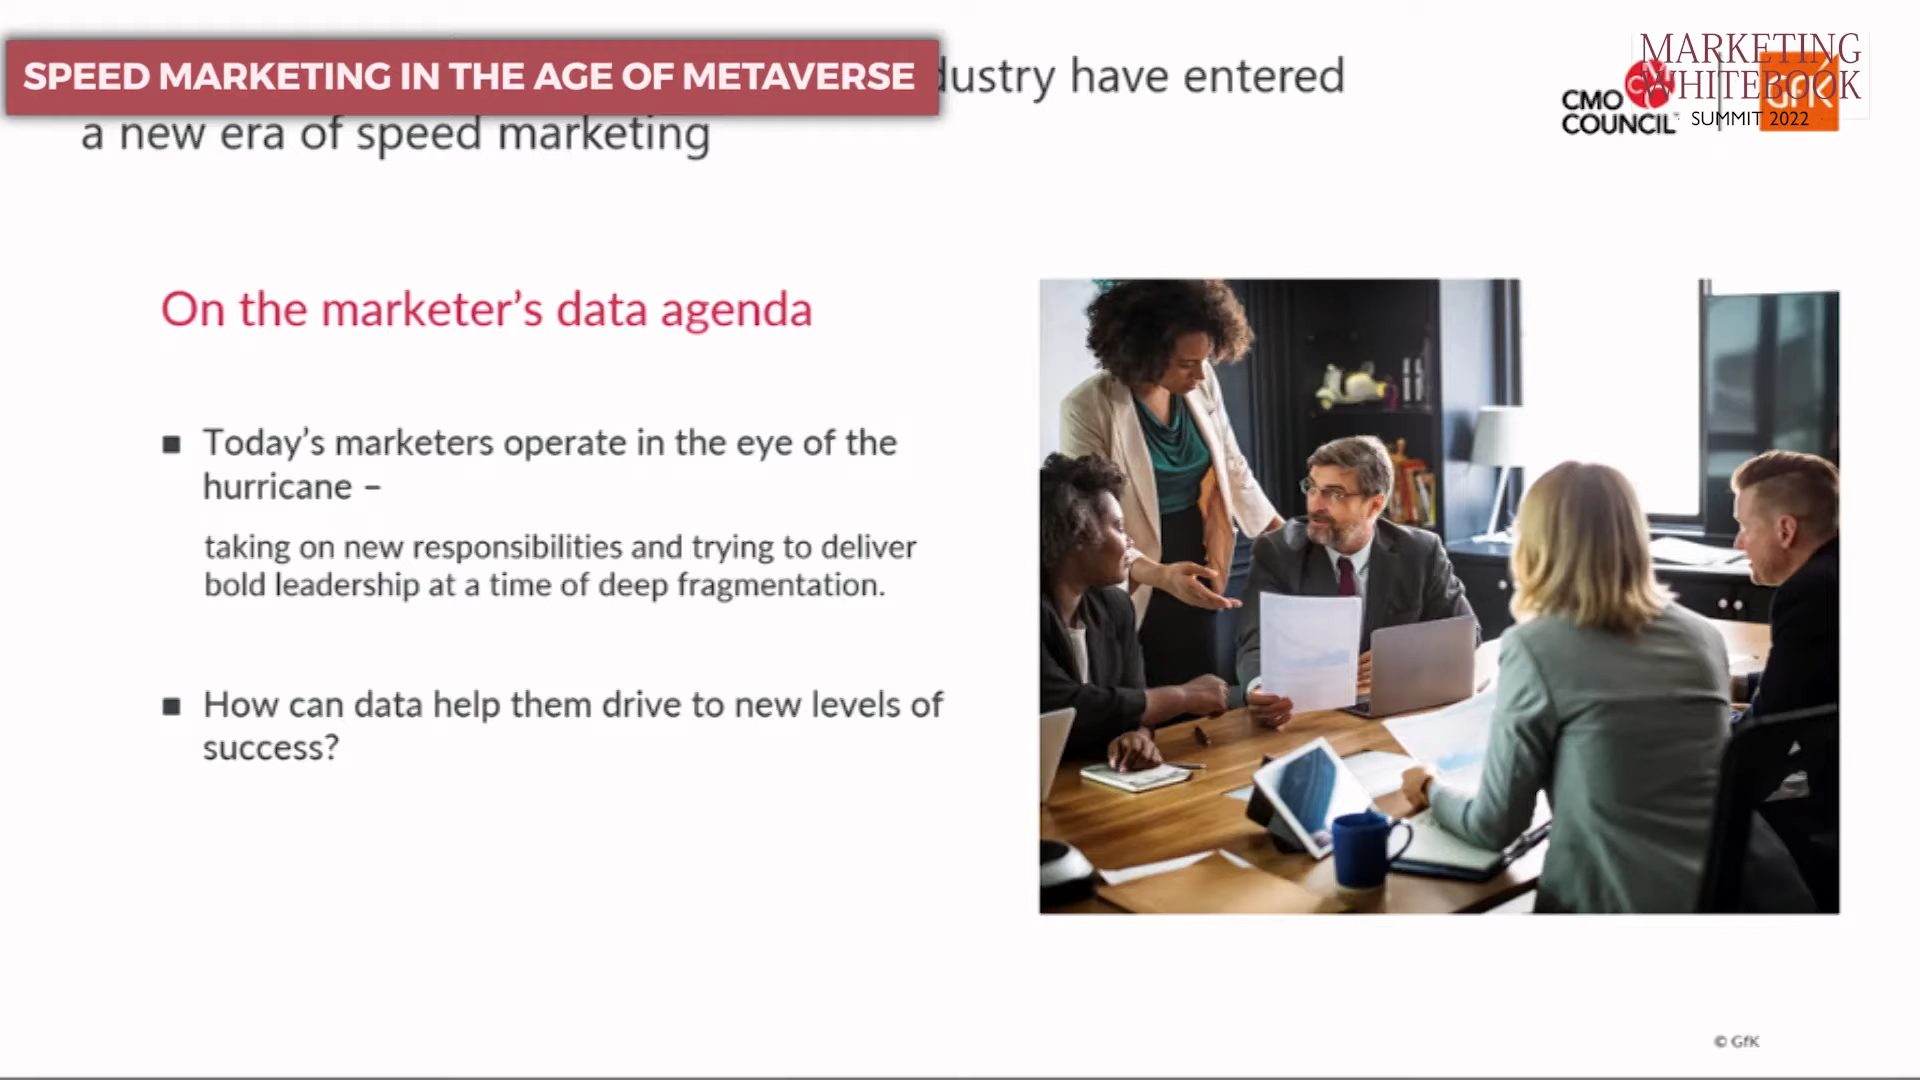 SPEED MARKETING IN THE AGE OF METAVERSE
dustry have entered
a new era of speed marketing
MARKETING
WHITEBOOK
SUMMIT 2022
CMO
COUNCIL
GfK
On the marketer's data agenda
■ Today's marketers operate in the eye of the
hurricane –
taking on new responsibilities and trying to deliver
bold leadership at a time of deep fragmentation.
■ How can data help them drive to new levels of
success?
© GfK